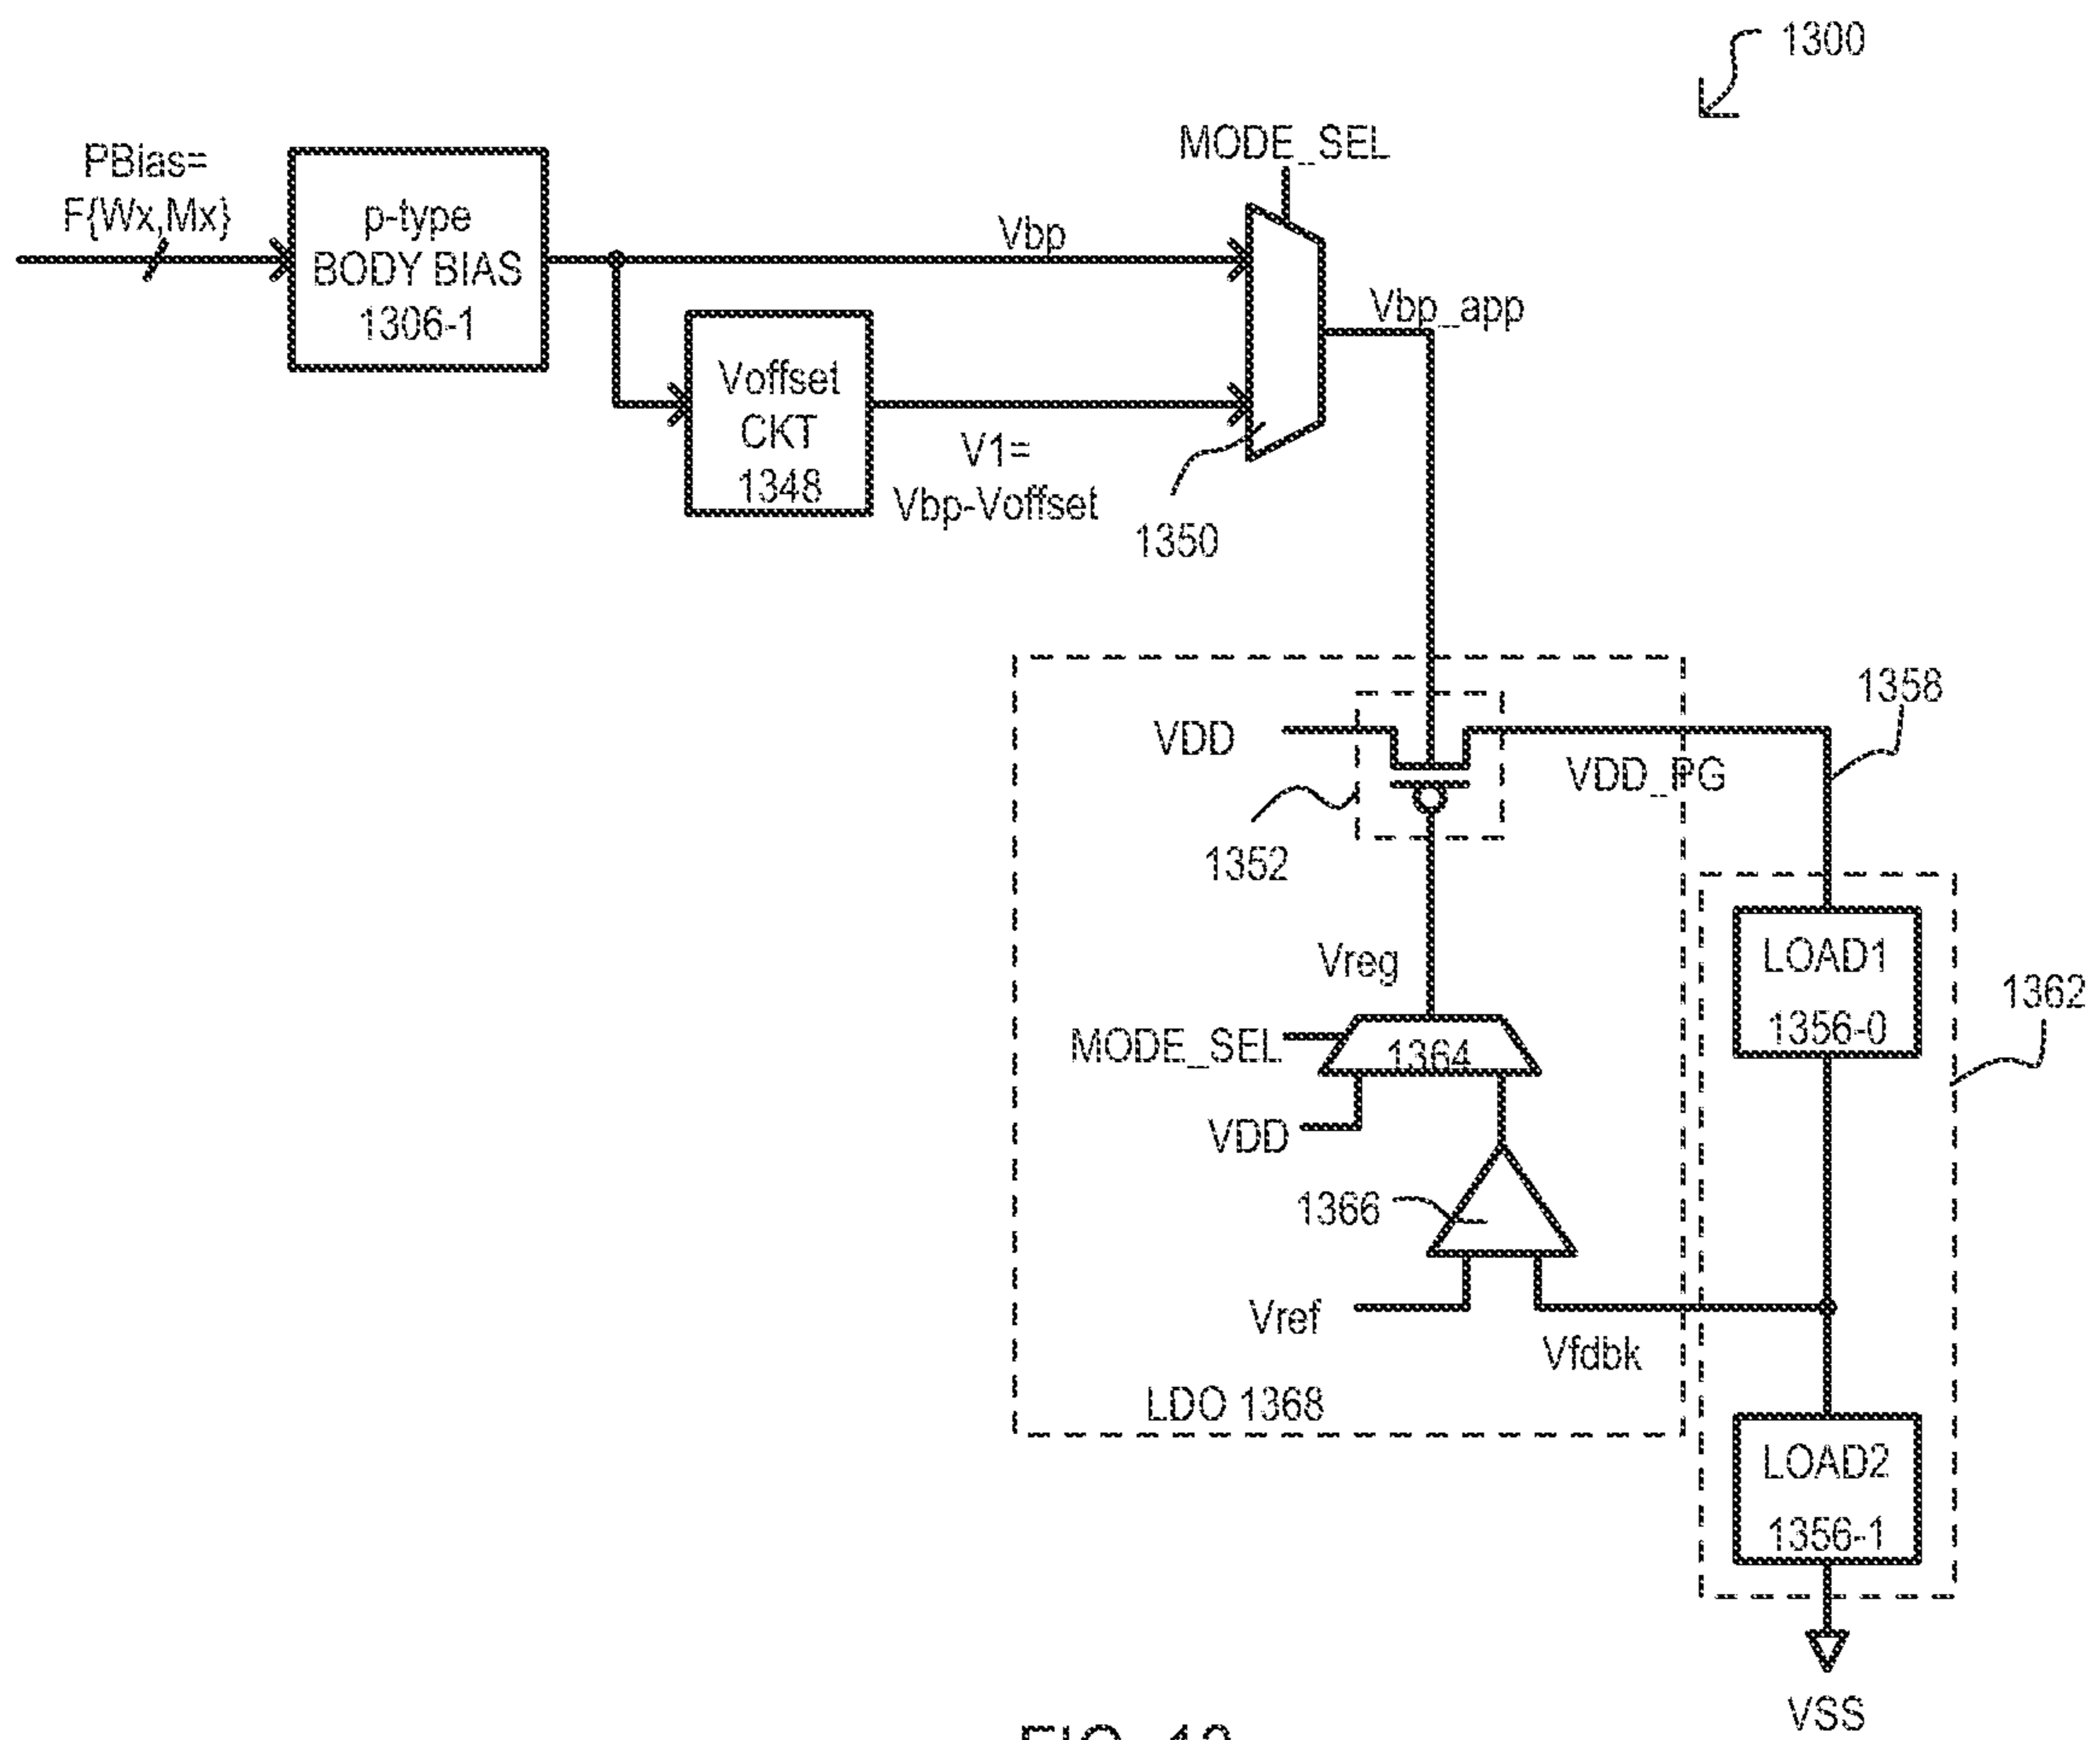 1300
MODE_SEL
PBias=
F{Wx,Mx}
p-type
BODY BIAS
1306-1
Vbp
Vbp_app
Voffset
CKT
1348
V1=
Vbp-Voffset
1350
1358
VDD
VDD_PG
1352
LOAD1
1356-0
Vreg
1362
MODE_SEL
1364
VDD
1366
Vref
Vfdbk
LDO 1368
LOAD2
1356-1
VSS